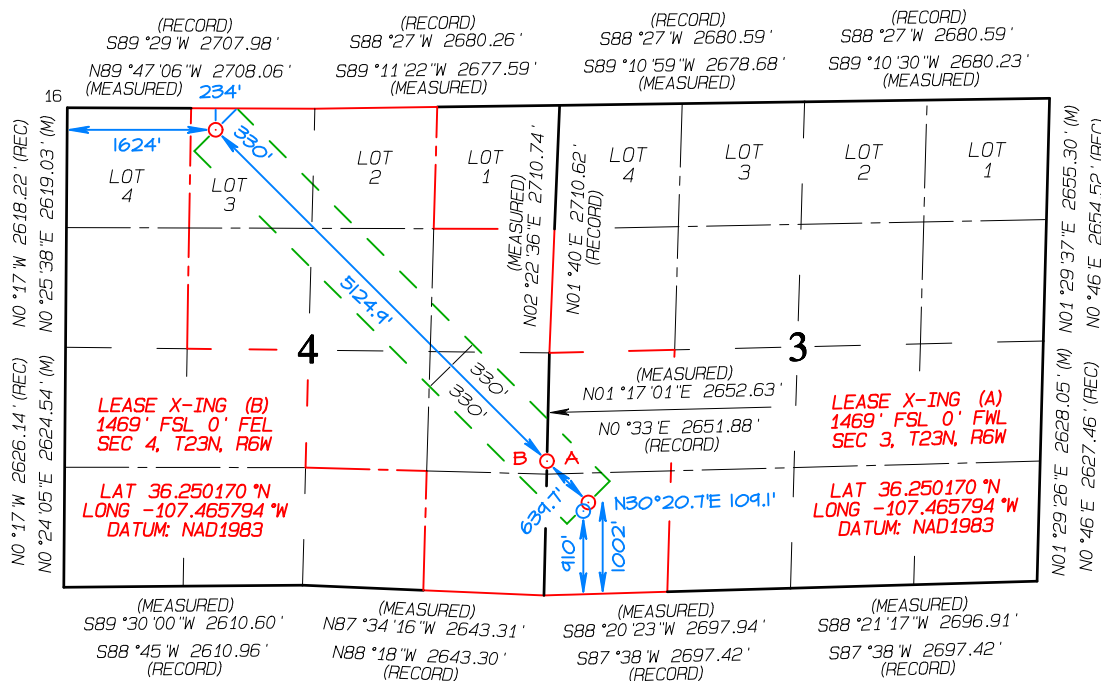 (RECORD)
S89°29'W 2707.98'
N89°47'06"W 2708.06'
(MEASURED)
(RECORD)
S88°27'W 2680.26'
S89°11'22"W 2677.59'
(MEASURED)
(RECORD)
S88°27'W 2680.59'
S89°10'59"W 2678.68'
(MEASURED)
(RECORD)
S88°27'W 2680.59'
S89°10'30"W 2680.23'
(MEASURED)
16
234'
1624'
330'
LOT
4
LOT
3
LOT
2
LOT
1
LOT
4
LOT
3
LOT
2
LOT
1
N0°17'W 2618.22' (REC)
N0°25'38"E 2619.03' (M)
(MEASURED)
N02°22'36"E 2710.74'
N01°40'E 2710.62'
(RECORD)
N01°29'37"E 2655.30' (M)
N0°46'E 2654.52' (REC)
5124.9'
4
3
330'
330'
(MEASURED)
N01°17'01"E 2652.63
N0°33'E 2651.88'
(RECORD)
N0°17'W 2626.14' (REC)
N0°24'05"E 2624.54' (M)
LEASE X-ING (B)
1469' FSL 0' FEL
SEC 4, T23N, R6W
LAT 36.250170°N
LONG -107.465794°W
DATUM: NAD1983
B
A
LEASE X-ING (A)
1469' FSL 0' FWL
SEC 3, T23N, R6W
LAT 36.250170°N
LONG -107.465794°W
DATUM: NAD1983
N01°29'26"E 2628.05' (M)
N0°46'E 2627.46' (REC)
639.7'
N30°20.7'E 109.1'
910'
1002'
(MEASURED)
S89°30'00"W 2610.60'
S88°45'W 2610.96'
(RECORD)
(MEASURED)
N87°34'16"W 2643.31'
N88°18"W 2643.30'
(RECORD)
(MEASURED)
S88°20'23"W 2697.94'
S87°38'W 2697.42'
(RECORD)
(MEASURED)
S88°21'17"W 2696.91'
S87°38'W 2697.42'
(RECORD)